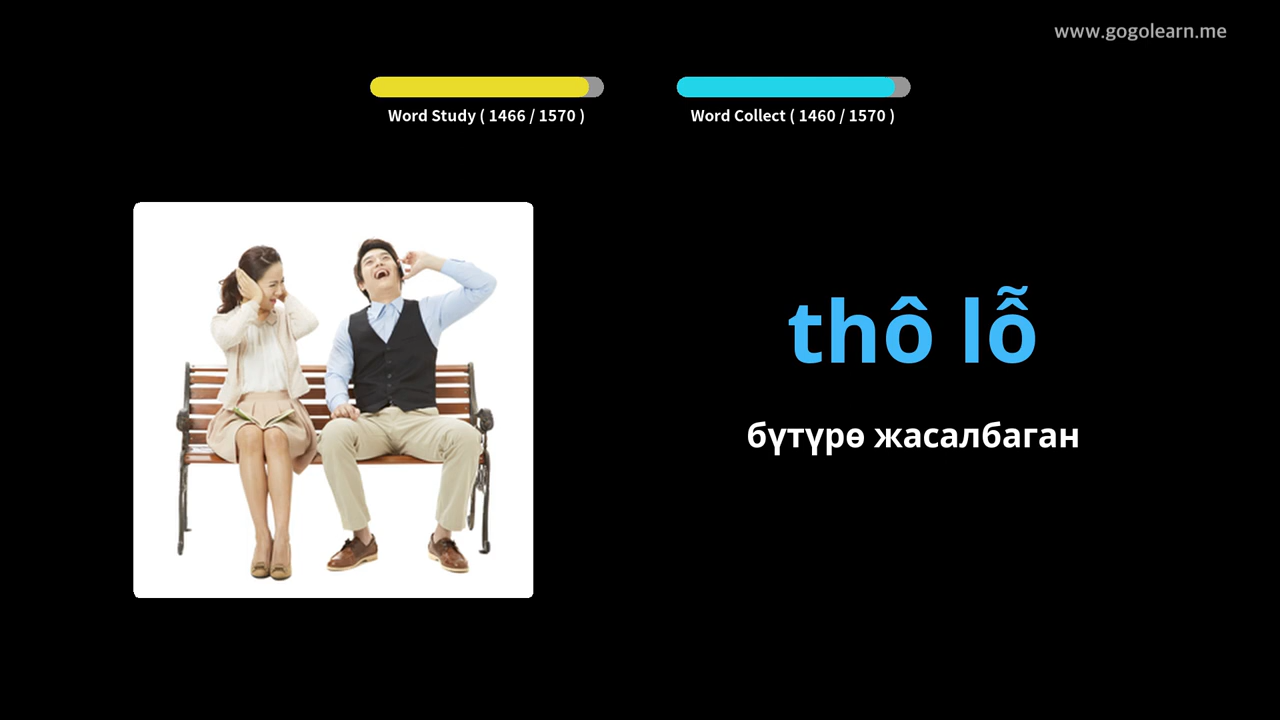 www.gogolearn.me
Word Study ( 1466 / 1570 )
Word Collect ( 1460 / 1570 )
thô lỗ
бүтүрө жасалбаган